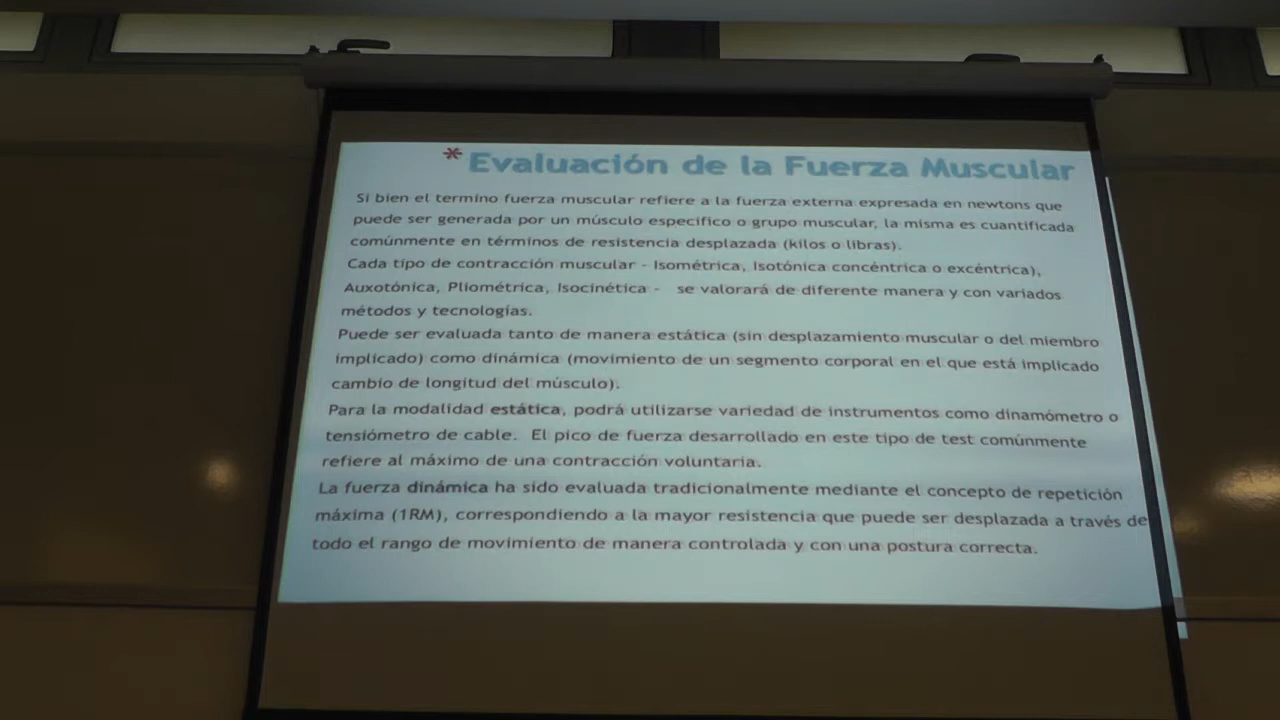 * Evaluación de la Fuerza Muscular
Si bien el termino fuerza muscular refiere a la fuerza externa expresada en newtons que
puede ser generada por un músculo especifico o grupo muscular, la misma es cuantificada
comúnmente en términos de resistencia desplazada (kilos o libras).
Cada tipo de contracción muscular - Isométrica, Isotónica concéntrica o excéntrica),
Auxotónica, Pliométrica, Isocinética - se valorará de diferente manera y con variados
métodos y tecnologías.
Puede ser evaluada tanto de manera estática (sin desplazamiento muscular o del miembro
implicado) como dinámica (movimiento de un segmento corporal en el que está implicado
cambio de longitud del músculo).
Para la modalidad estática, podrá utilizarse variedad de instrumentos como dinamómetro o
tensiómetro de cable. El pico de fuerza desarrollado en este tipo de test comúnmente
refiere al máximo de una contracción voluntaria.
La fuerza dinámica ha sido evaluada tradicionalmente mediante el concepto de repetición
máxima (1RM), correspondiendo a la mayor resistencia que puede ser desplazada a través de
todo el rango de movimiento de manera controlada y con una postura correcta.